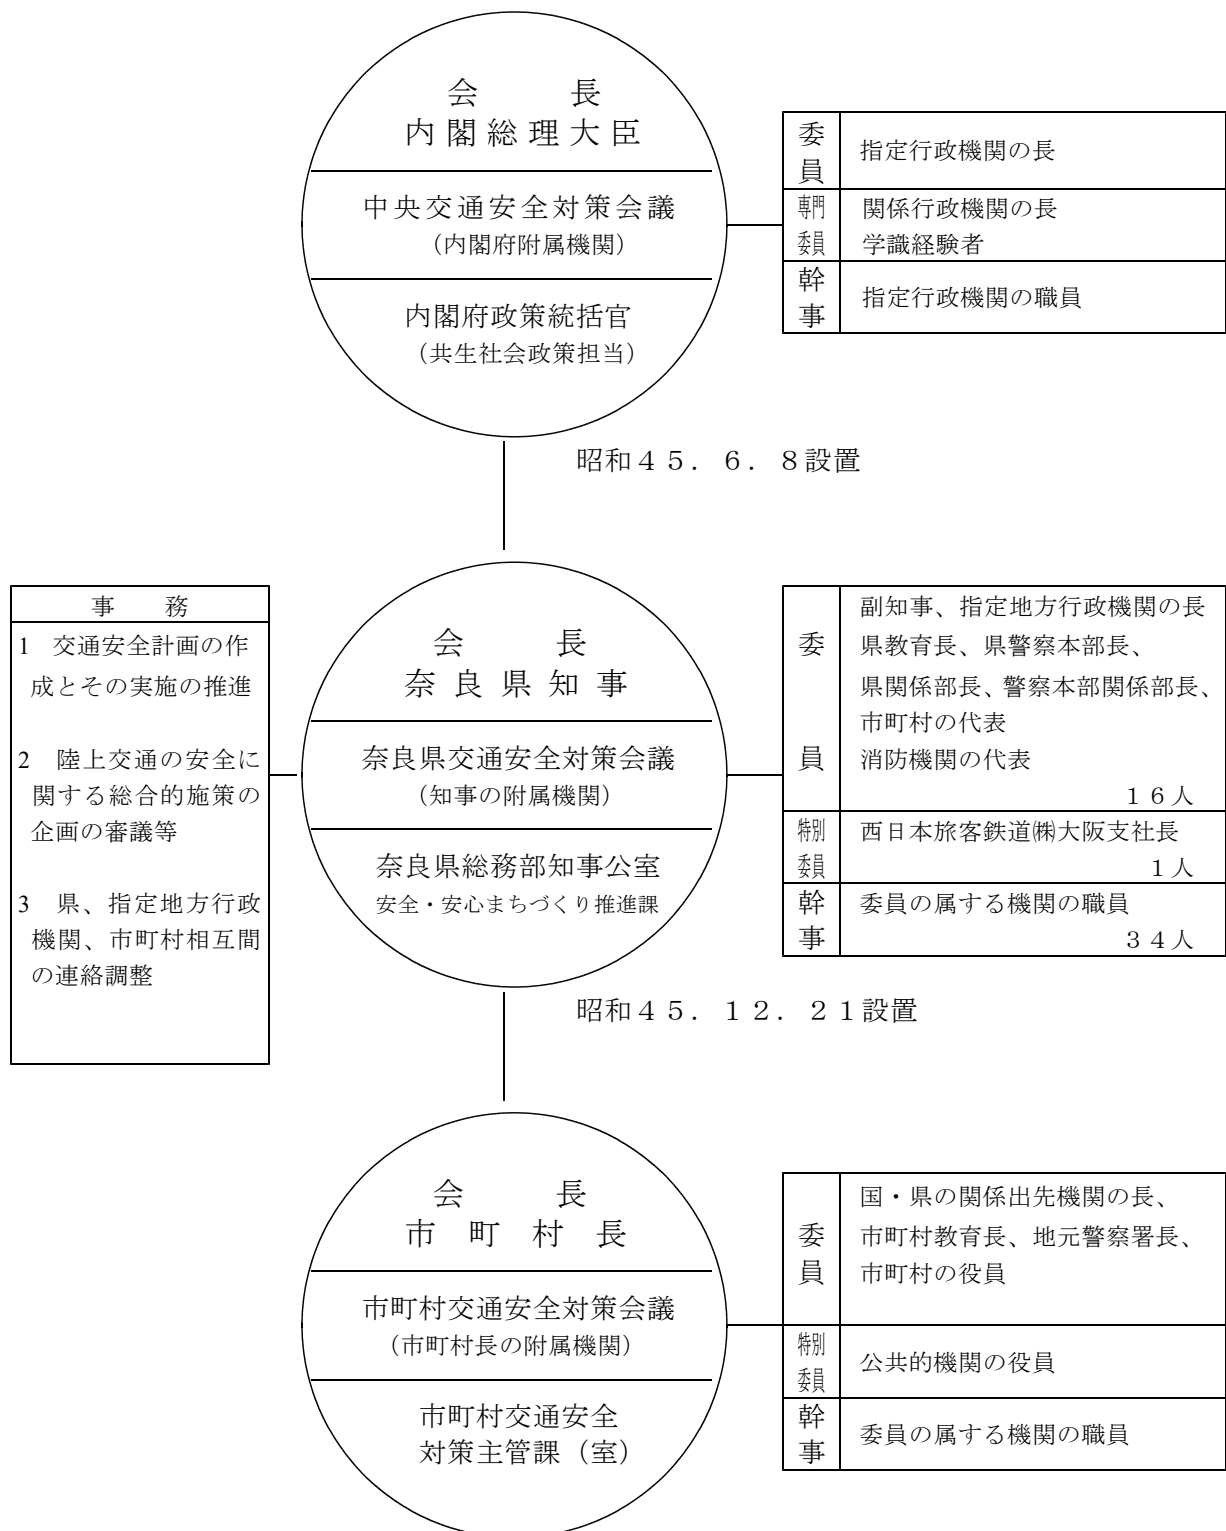 会　　長
内閣総理大臣
中央交通安全対策会議
（内閣府附属機関）
内閣府政策統括官
（共生社会政策担当）
委員
指定行政機関の長
専門委員
関係行政機関の長
学識経験者
幹事
指定行政機関の職員
昭和４５．６．８設置
事　　務
1　交通安全計画の作
成とその実施の推進
2　陸上交通の安全に
関する総合的施策の
企画の審議等
3　県、指定地方行政
機関、市町村相互間
の連絡調整
会　　長
奈良県知事
奈良県交通安全対策会議
（知事の附属機関）
奈良県総務部知事公室
安全・安心まちづくり推進課
委員
副知事、指定地方行政機関の長
県教育長、県警察本部長、
県関係部長、警察本部関係部長、
市町村の代表
消防機関の代表
１６人
特別委員
西日本旅客鉄道㈱大阪支社長
１人
幹事
委員の属する機関の職員
３４人
昭和４５．１２．２１設置
会　　長
市町村長
市町村交通安全対策会議
（市町村長の附属機関）
市町村交通安全
対策主管課（室）
委員
国・県の関係出先機関の長、
市町村教育長、地元警察署長、
市町村の役員
特別委員
公共的機関の役員
幹事
委員の属する機関の職員